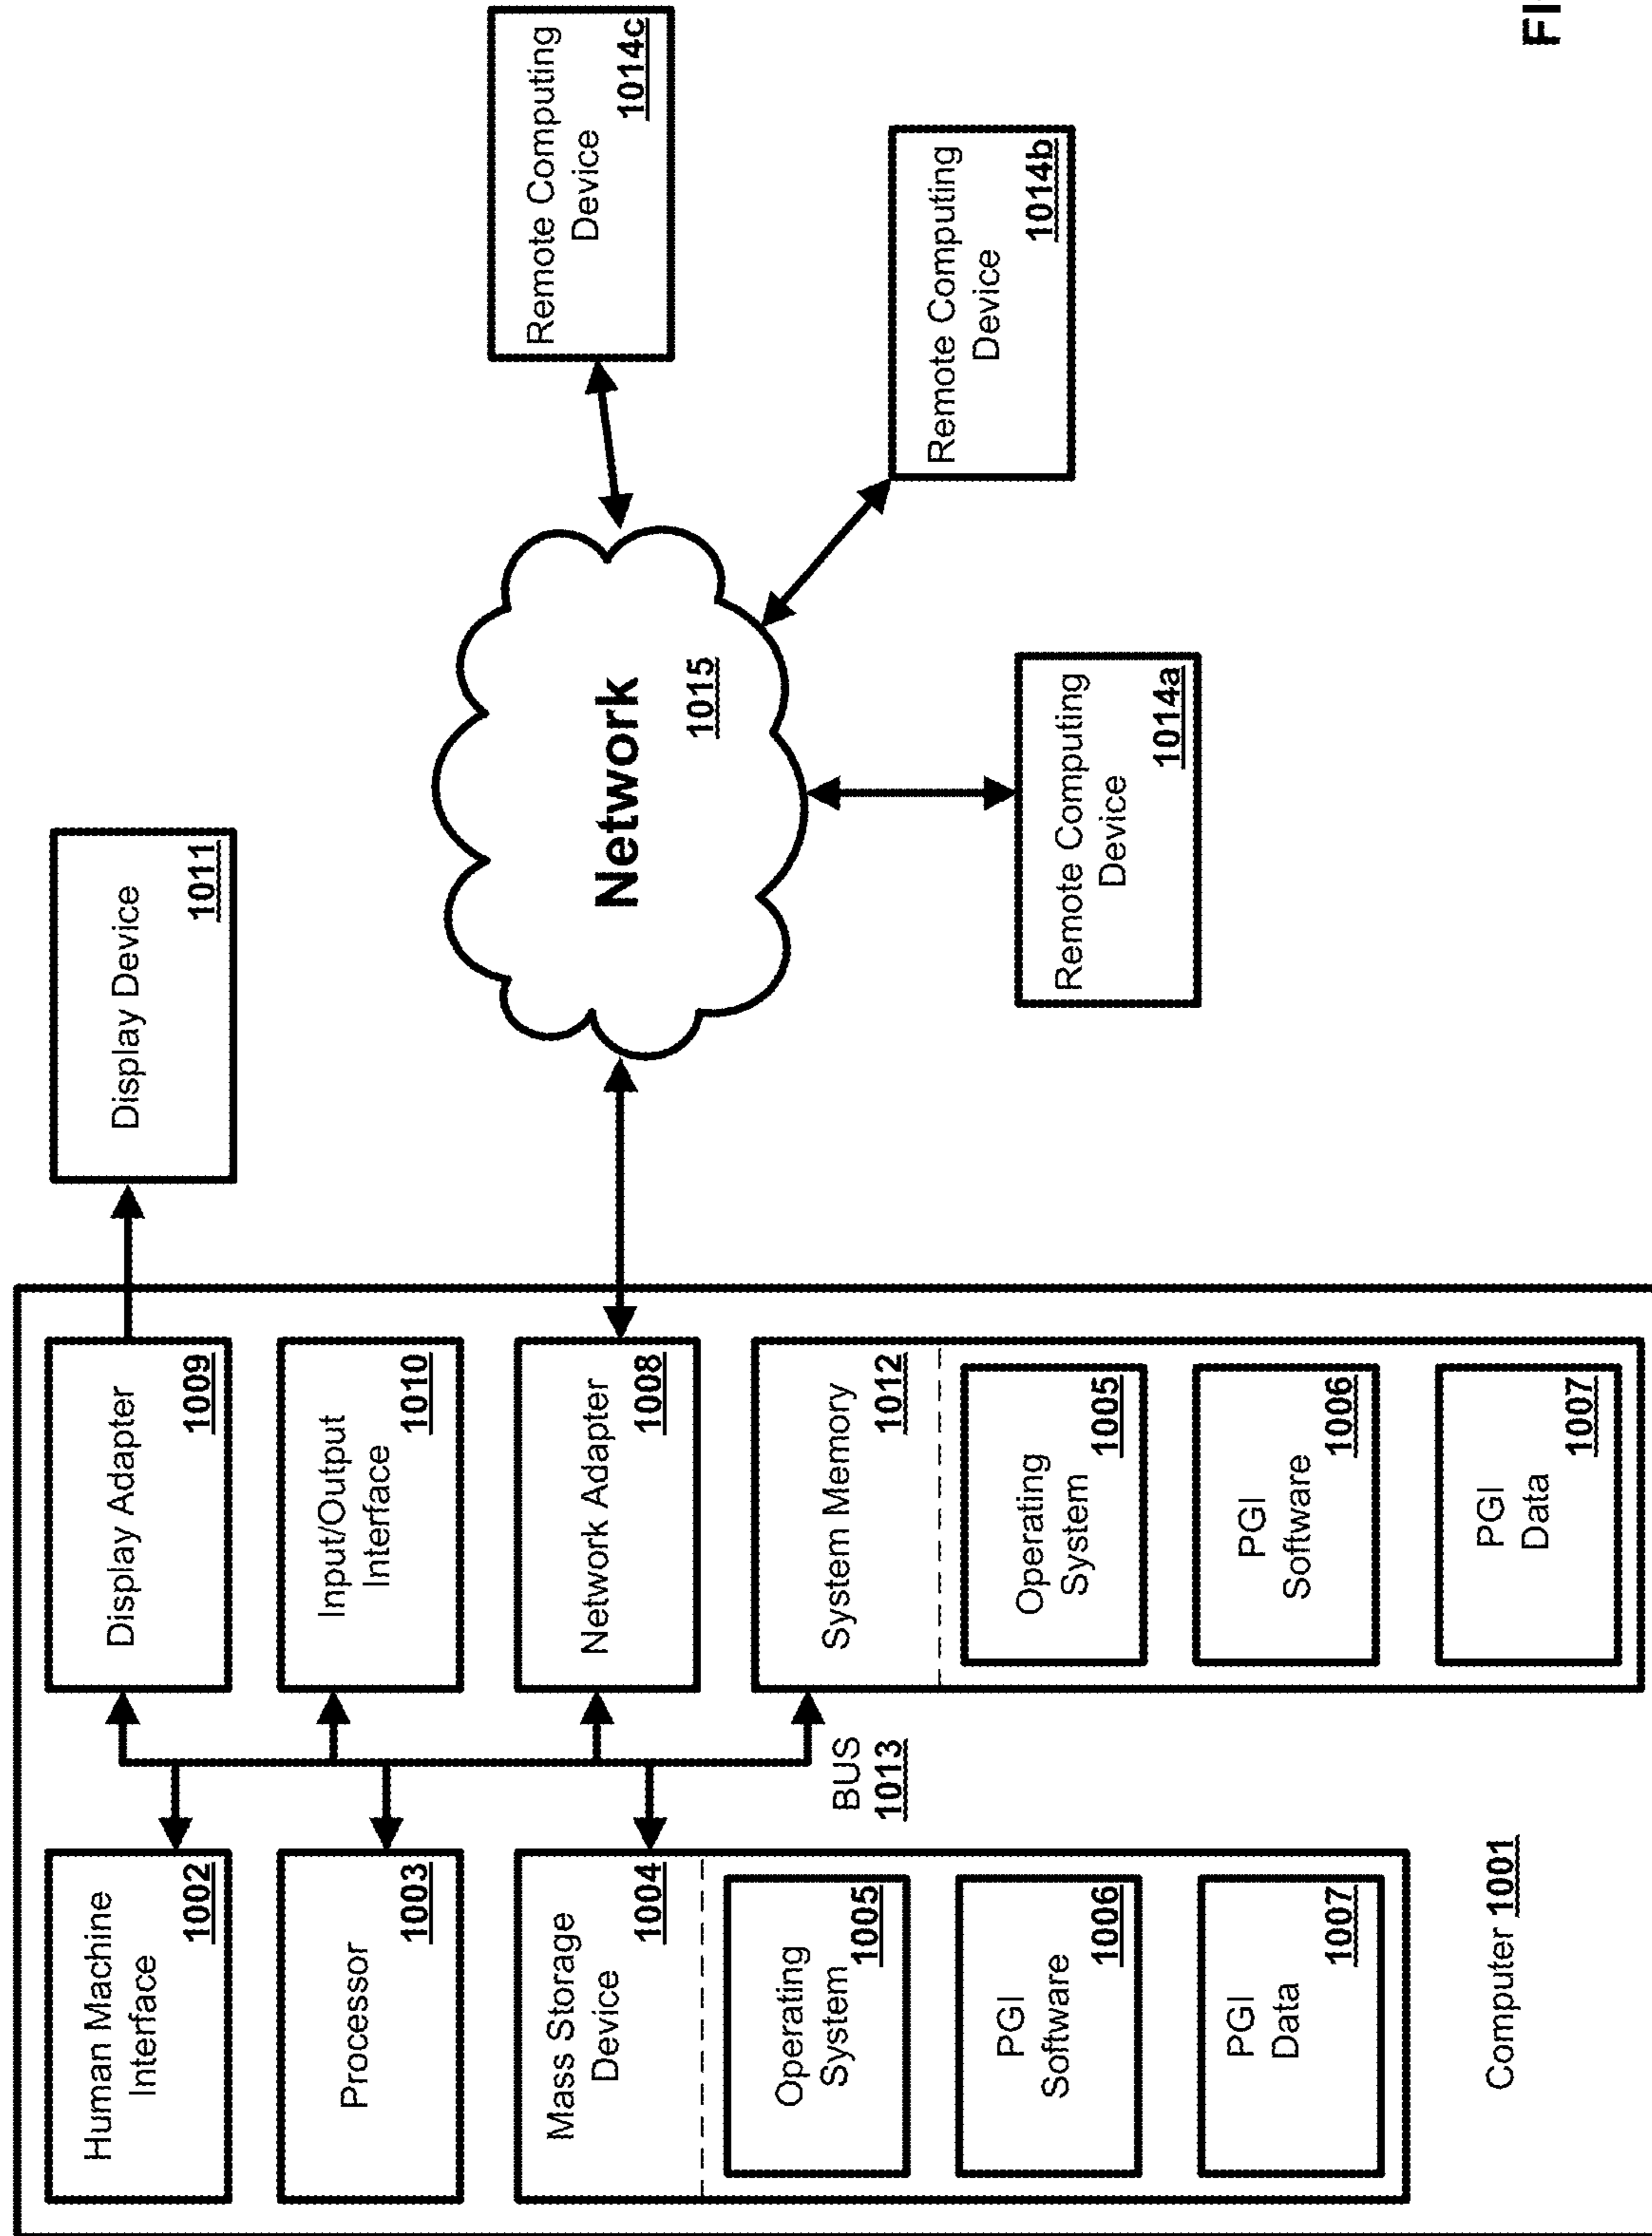 Human Machine
Interface
1002
Processor
1003
Mass Storage
Device
1004
Operating
System
1005
PGI
Software
1006
PGI
Data
1007
Computer 1001
BUS
1013
Display Adapter
1009
Input/Output
Interface
1010
Network Adapter
1008
System Memory
1012
Operating
System
1005
PGI
Software
1006
PGI
Data
1007
Display Device
1011
Network
1015
Remote Computing
Device
1014a
Remote Computing
Device
1014b
Remote Computing
Device
1014c